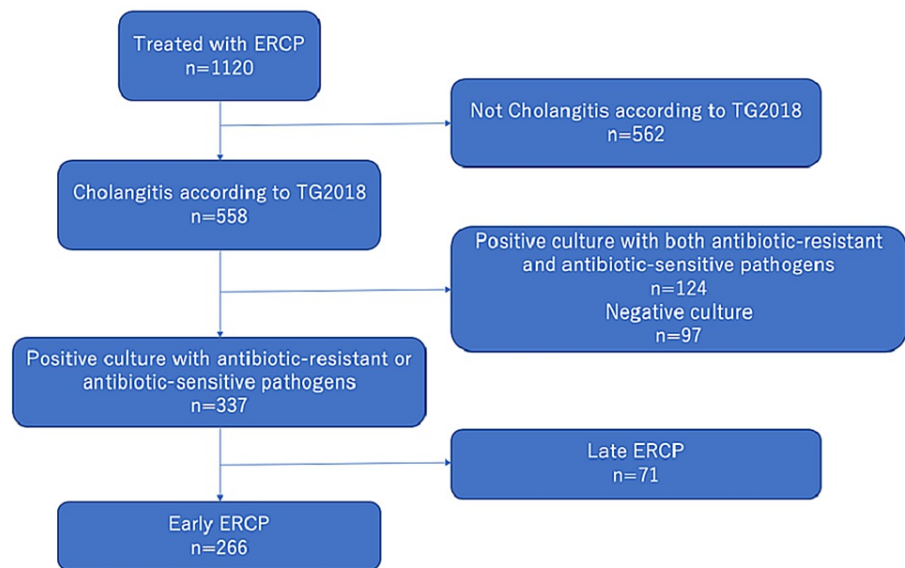 Treated with ERCP
n=1120
Not Cholangitis according to TG2018
n=562
Cholangitis according to TG2018
n=558
Positive culture with both antibiotic-resistant
and antibiotic-sensitive pathogens
n=124
Negative culture
n=97
Positive culture with antibiotic-resistant or
antibiotic-sensitive pathogens
n=337
Late ERCP
n=71
Early ERCP
n=266